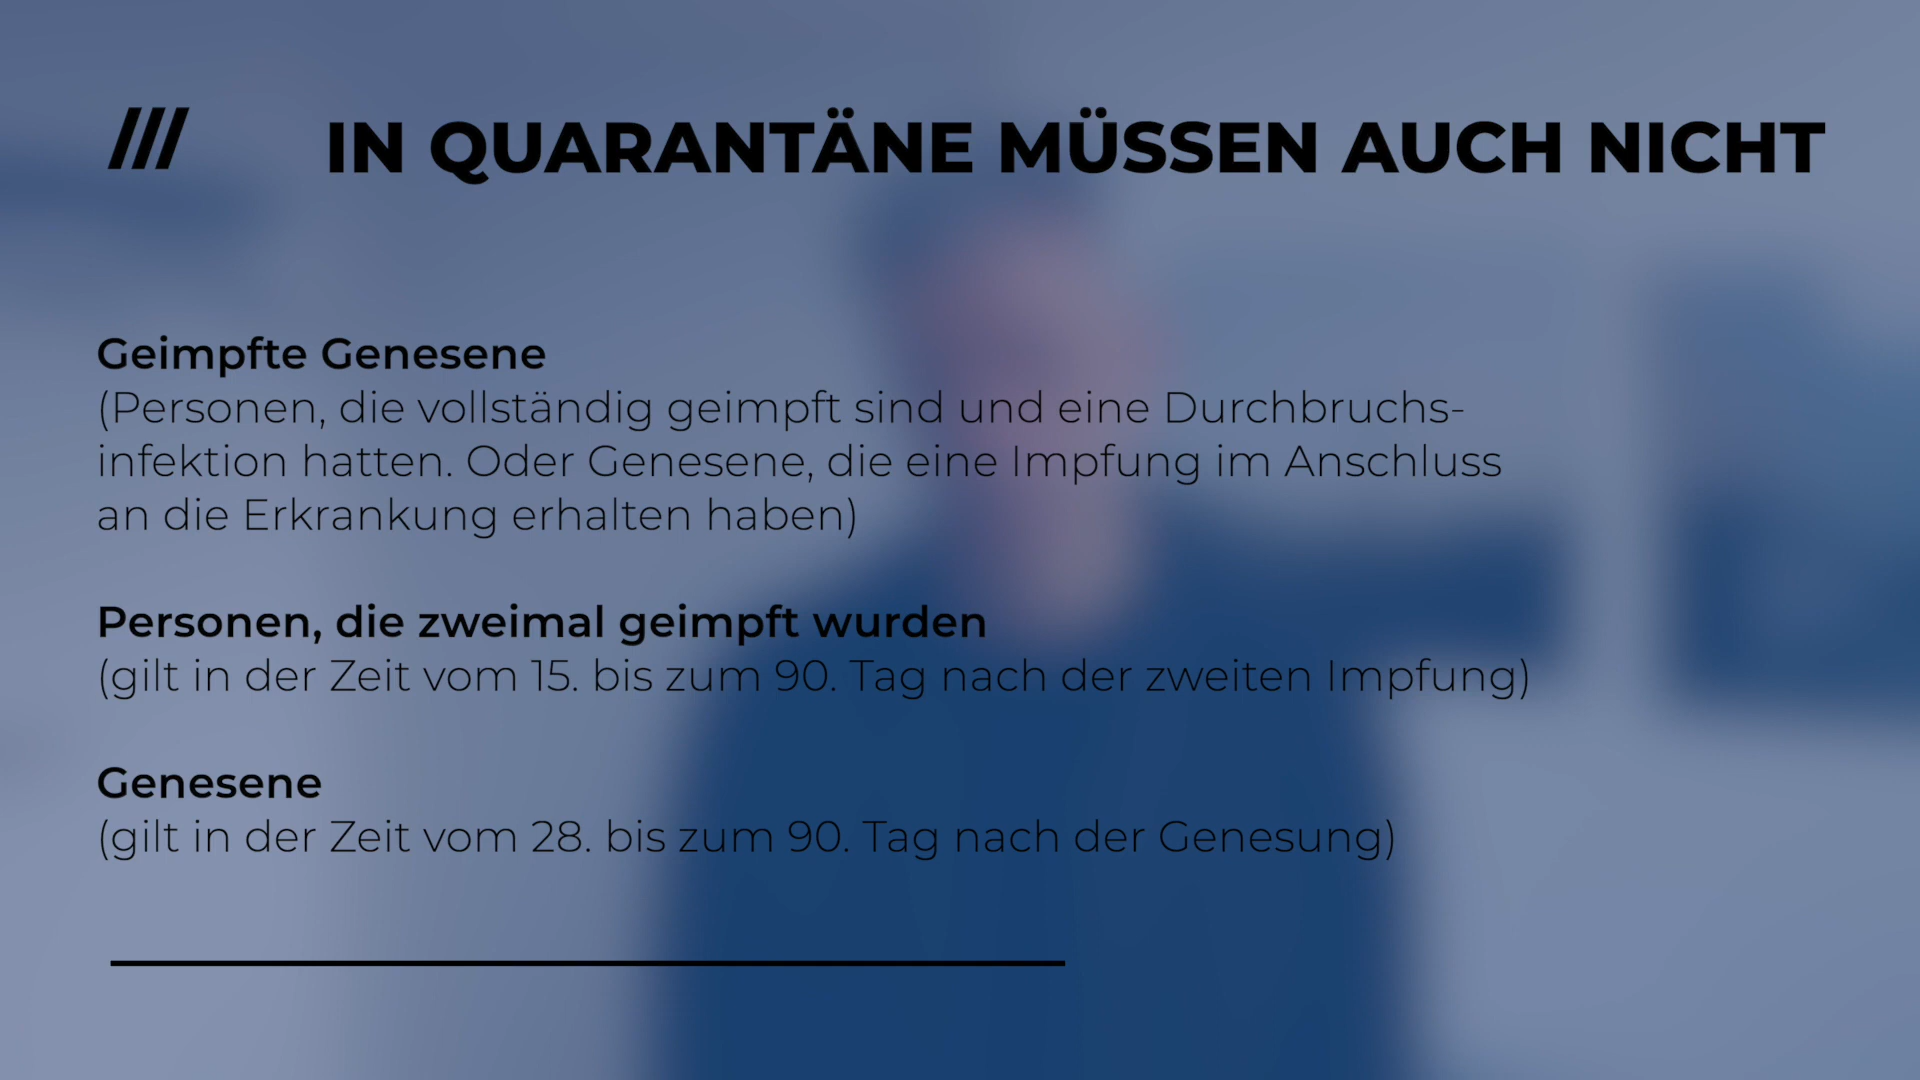 /// IN QUARANTÄNE MÜSSEN AUCH NICHT
Geimpfte Genesene
(Personen, die vollständig geimpft sind und eine Durchbruchs-
infektion hatten. Oder Genesene, die eine Impfung im Anschluss
an die Erkrankung erhalten haben)
Personen, die zweimal geimpft wurden
(gilt in der Zeit vom 15. bis zum 90. Tag nach der zweiten Impfung)
Genesene
(gilt in der Zeit vom 28. bis zum 90. Tag nach der Genesung)